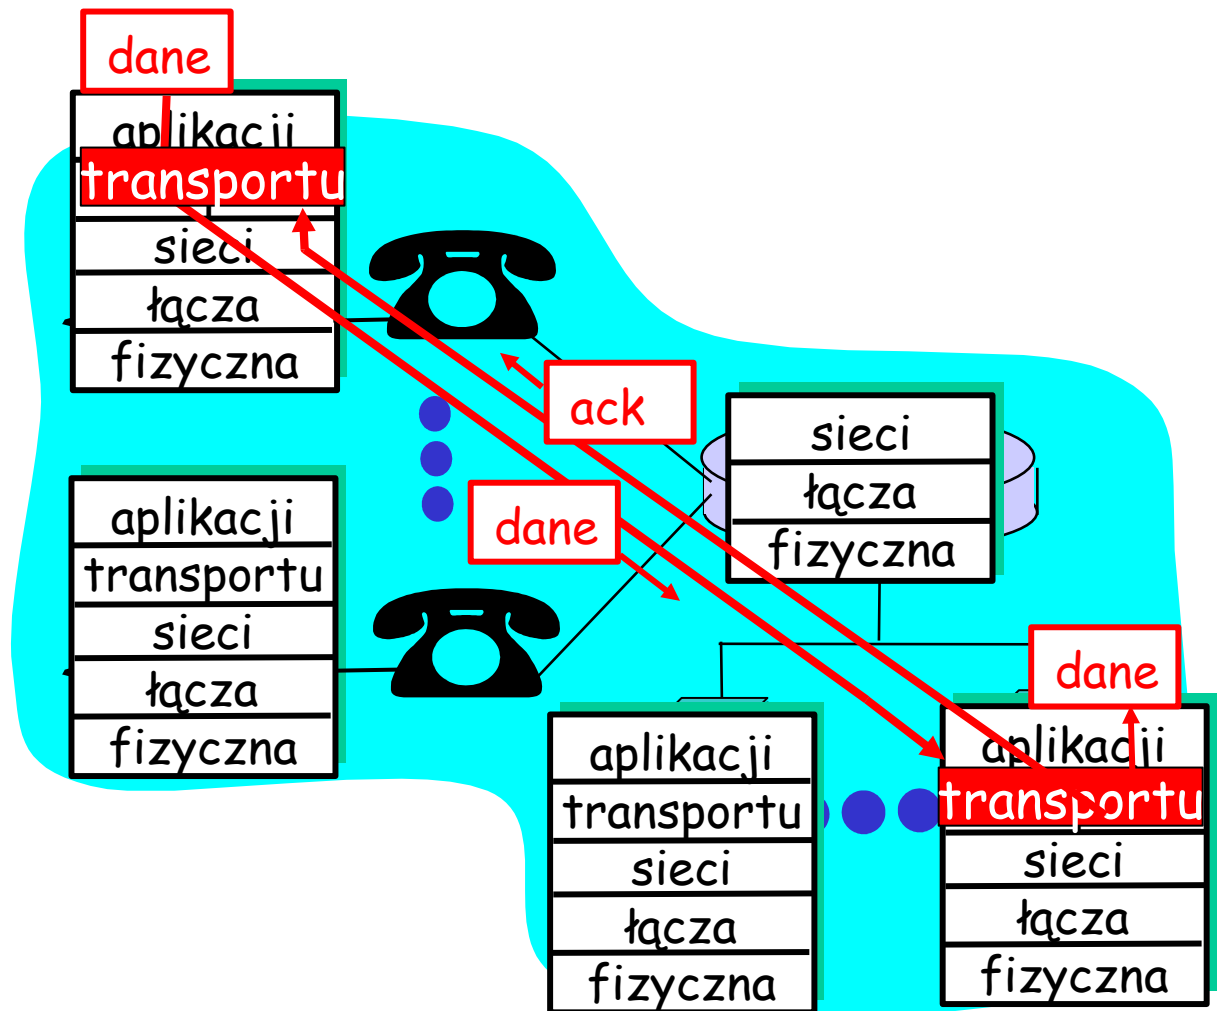 dane
aplikacji
transportu
sieci
łącza
fizyczna
ack
dane
sieci
łącza
fizyczna
aplikacji
transportu
sieci
łącza
fizyczna
aplikacji
transportu
sieci
łącza
fizyczna
dane
aplikacji
transportu
sieci
łącza
fizyczna